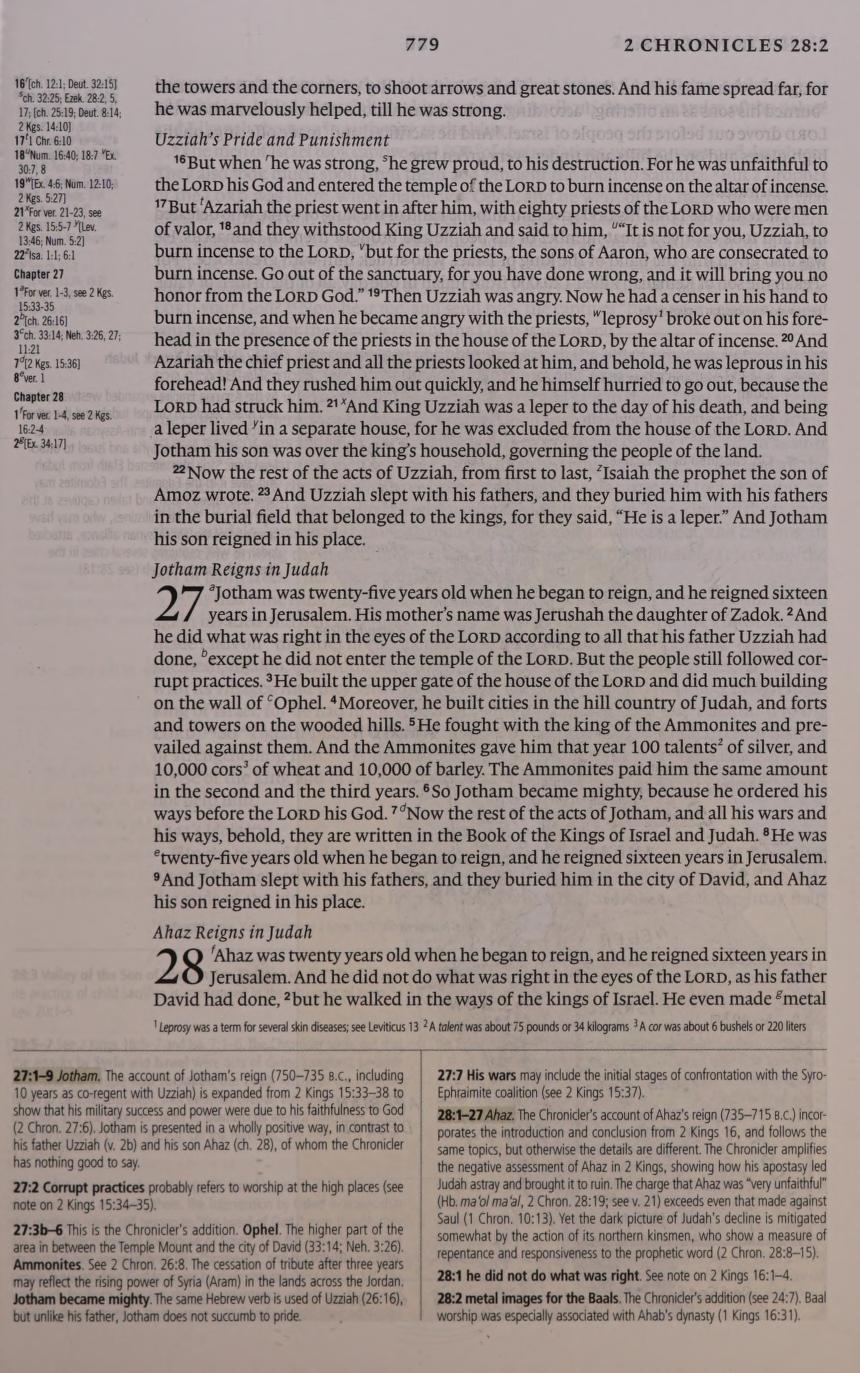 779
2 CHRONICLES 28:2
16 r[ch. 12:1; Deut. 32:15]
s ch. 32:25; Ezek. 28:2, 5,
17; [ch. 25:19; Deut. 8:14;
2 Kgs. 14:10]
17 t 1 Chr. 6:10
18 u Num. 16:40; 18:7 v Ex.
30:7, 8
19 w [Ex. 4:6; Num. 12:10;
2 Kgs. 5:27]
21 x For ver. 21-23, see
2 Kgs. 15:5-7 y [Lev.
13:46; Num. 5:2]
22 z Isa. 1:1; 6:1
Chapter 27
1 a For ver. 1-3, see 2 Kgs.
15:33-35
2 b [ch. 26:16]
3 c ch. 33:14; Neh. 3:26, 27;
11:21
7 d [2 Kgs. 15:36]
8 e ver. 1
Chapter 28
1 f For ver. 1-4, see 2 Kgs.
16:2-4
2 g [Ex. 34:17]
the towers and the corners, to shoot arrows and great stones. And his fame spread far, for
he was marvelously helped, till he was strong.
Uzziah's Pride and Punishment
16 But when r he was strong, s he grew proud, to his destruction. For he was unfaithful to
the LORD his God and entered the temple of the LORD to burn incense on the altar of incense.
17 But t Azariah the priest went in after him, with eighty priests of the LORD who were men
of valor, 18 and they withstood King Uzziah and said to him, u “It is not for you, Uzziah, to
burn incense to the LORD, v but for the priests, the sons of Aaron, who are consecrated to
burn incense. Go out of the sanctuary, for you have done wrong, and it will bring you no
honor from the LORD God.” 19 Then Uzziah was angry. Now he had a censer in his hand to
burn incense, and when he became angry with the priests, w leprosy1 broke out on his fore-
head in the presence of the priests in the house of the LORD, by the altar of incense. 20 And
Azariah the chief priest and all the priests looked at him, and behold, he was leprous in his
forehead! And they rushed him out quickly, and he himself hurried to go out, because the
LORD had struck him. 21 x And King Uzziah was a leper to the day of his death, and being
a leper lived y in a separate house, for he was excluded from the house of the LORD. And
Jotham his son was over the king's household, governing the people of the land.
22 Now the rest of the acts of Uzziah, from first to last, z Isaiah the prophet the son of
Amoz wrote. 23 And Uzziah slept with his fathers, and they buried him with his fathers
in the burial field that belonged to the kings, for they said, “He is a leper.” And Jotham
his son reigned in his place.
Jotham Reigns in Judah
27 a Jotham was twenty-five years old when he began to reign, and he reigned sixteen
years in Jerusalem. His mother's name was Jerushah the daughter of Zadok. 2 And
he did what was right in the eyes of the LORD according to all that his father Uzziah had
done, b except he did not enter the temple of the LORD. But the people still followed cor-
rupt practices. 3 He built the upper gate of the house of the LORD and did much building
on the wall of c Ophel. 4 Moreover, he built cities in the hill country of Judah, and forts
and towers on the wooded hills. 5 He fought with the king of the Ammonites and pre-
vailed against them. And the Ammonites gave him that year 100 talents2 of silver, and
10,000 cors3 of wheat and 10,000 of barley. The Ammonites paid him the same amount
in the second and the third years. 6 So Jotham became mighty, because he ordered his
ways before the LORD his God. 7 d Now the rest of the acts of Jotham, and all his wars and
his ways, behold, they are written in the Book of the Kings of Israel and Judah. 8 He was
e twenty-five years old when he began to reign, and he reigned sixteen years in Jerusalem.
9 And Jotham slept with his fathers, and they buried him in the city of David, and Ahaz
his son reigned in his place.
Ahaz Reigns in Judah
28 f Ahaz was twenty years old when he began to reign, and he reigned sixteen years in
Jerusalem. And he did not do what was right in the eyes of the LORD, as his father
David had done, 2 but he walked in the ways of the kings of Israel. He even made g metal
1 Leprosy was a term for several skin diseases; see Leviticus 13 2 A talent was about 75 pounds or 34 kilograms 3 A cor was about 6 bushels or 220 liters
27:1–9 Jotham. The account of Jotham's reign (750–735 B.C., including
10 years as co-regent with Uzziah) is expanded from 2 Kings 15:33–38 to
show that his military success and power were due to his faithfulness to God
(2 Chron. 27:6). Jotham is presented in a wholly positive way, in contrast to
his father Uzziah (v. 2b) and his son Ahaz (ch. 28), of whom the Chronicler
has nothing good to say.
27:2 Corrupt practices probably refers to worship at the high places (see
note on 2 Kings 15:34–35).
27:3b–6 This is the Chronicler's addition. Ophel. The higher part of the
area in between the Temple Mount and the city of David (33:14; Neh. 3:26).
Ammonites. See 2 Chron. 26:8. The cessation of tribute after three years
may reflect the rising power of Syria (Aram) in the lands across the Jordan.
Jotham became mighty. The same Hebrew verb is used of Uzziah (26:16),
but unlike his father, Jotham does not succumb to pride.
27:7 His wars may include the initial stages of confrontation with the Syro-
Ephraimite coalition (see 2 Kings 15:37).
28:1–27 Ahaz. The Chronicler's account of Ahaz's reign (735–715 B.C.) incor-
porates the introduction and conclusion from 2 Kings 16, and follows the
same topics, but otherwise the details are different. The Chronicler amplifies
the negative assessment of Ahaz in 2 Kings, showing how his apostasy led
Judah astray and brought it to ruin. The charge that Ahaz was “very unfaithful”
(Hb. ma'ol ma'al, 2 Chron. 28:19; see v. 21) exceeds even that made against
Saul (1 Chron. 10:13). Yet the dark picture of Judah's decline is mitigated
somewhat by the action of its northern kinsmen, who show a measure of
repentance and responsiveness to the prophetic word (2 Chron. 28:8–15).
28:1 he did not do what was right. See note on 2 Kings 16:1–4.
28:2 metal images for the Baals. The Chronicler's addition (see 24:7). Baal
worship was especially associated with Ahab's dynasty (1 Kings 16:31).